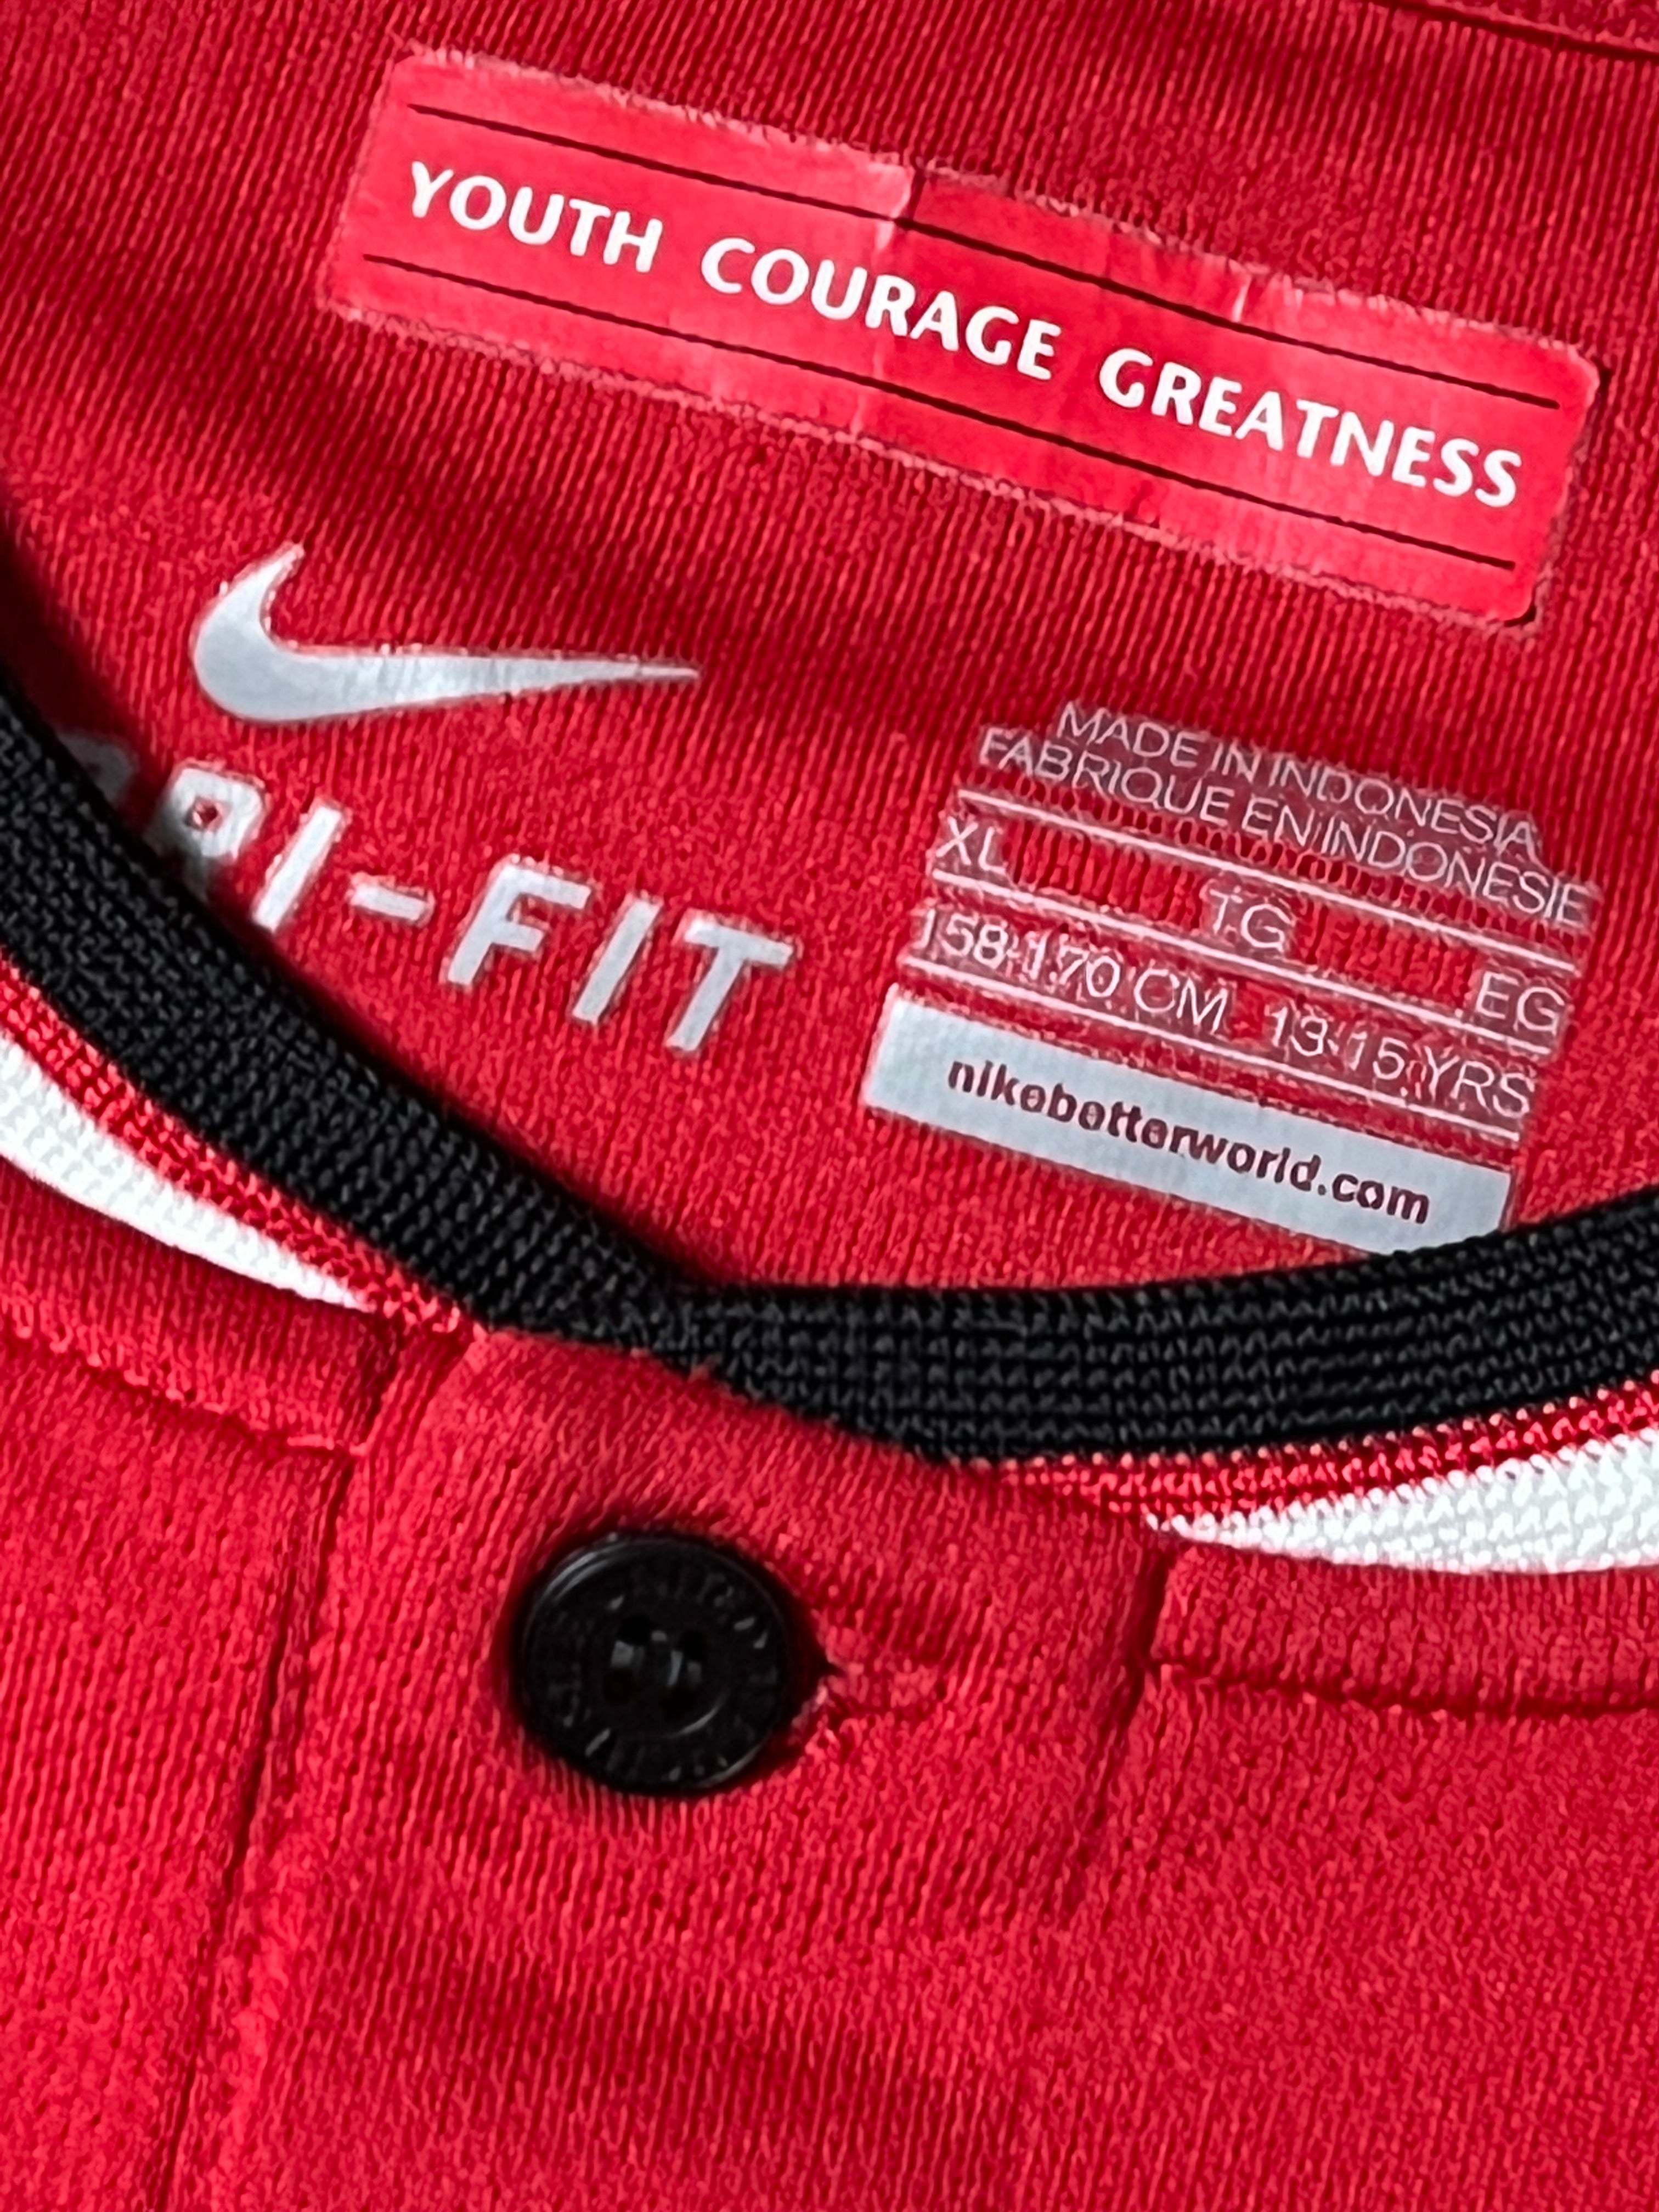 YOUTH COURAGE GREATNESS
DRI-FIT
MADE IN INDONESIA
FABRIQUE EN INDONESIE
XL TG EG
158-170 CM 13-15 YRS
nikebetterworld.com